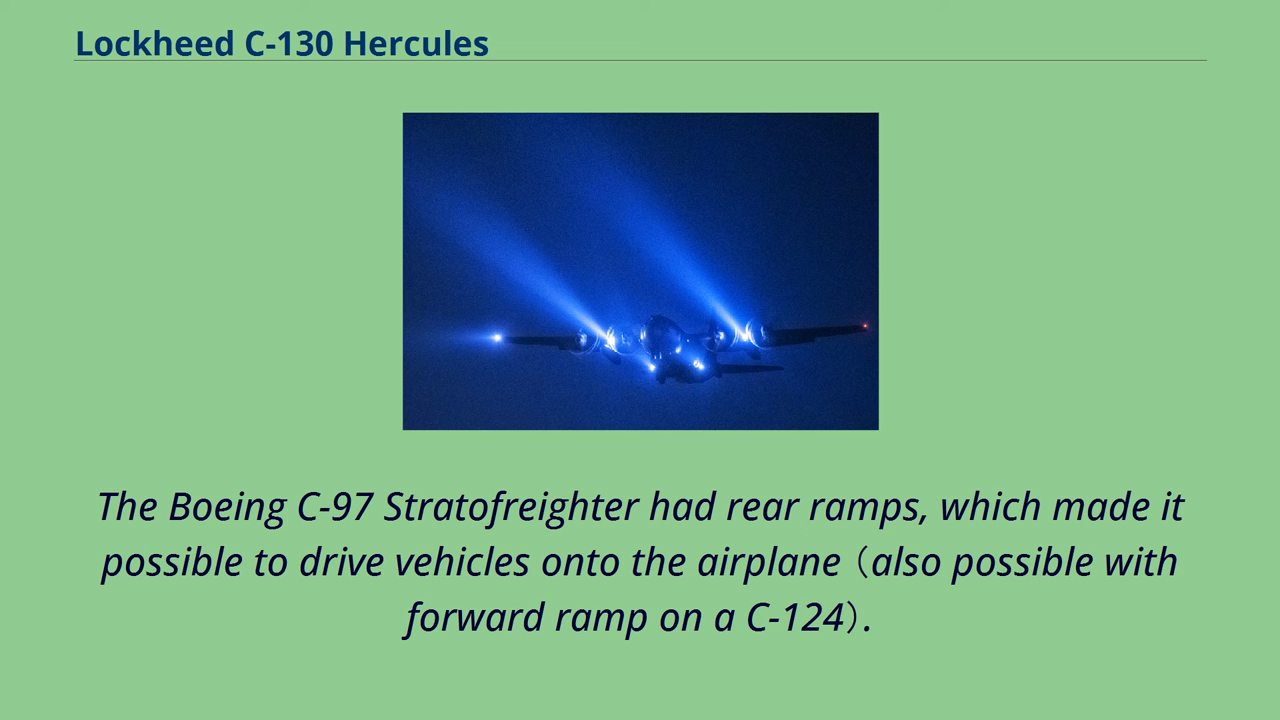 Lockheed C-130 Hercules
The Boeing C-97 Stratofreighter had rear ramps, which made it
possible to drive vehicles onto the airplane （also possible with
forward ramp on a C-124）.